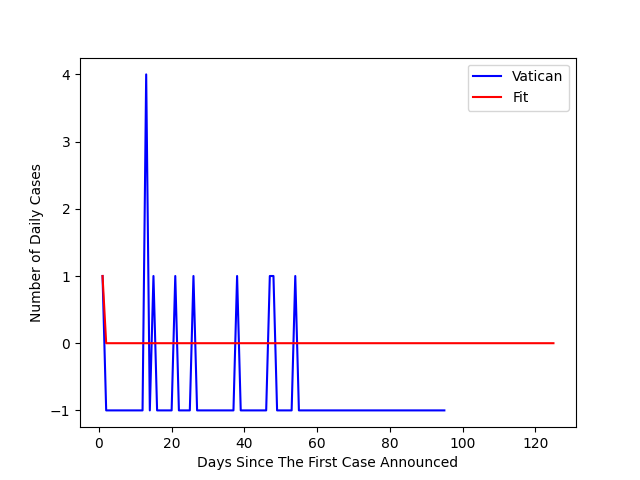 Vatican
Fit
4
3
2
1
0
−1
Number of Daily Cases
0 20 40 60 80 100 120
Days Since The First Case Announced